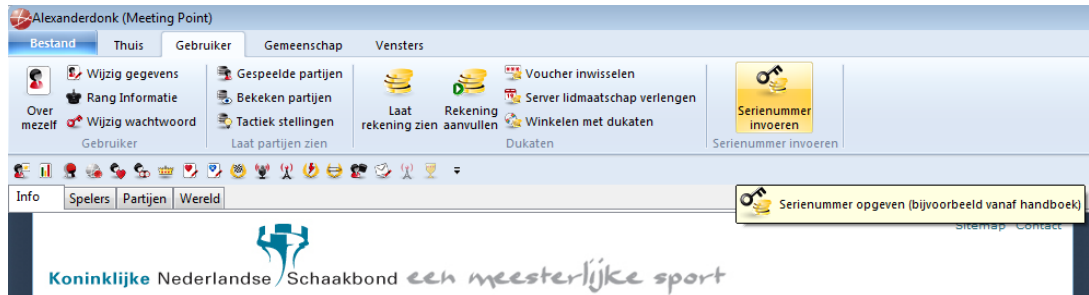 Alexanderdonk (Meeting Point)
Bestand Thuis Gebruiker Gemeenschap Vensters
Over mezelf
Wijzig gegevens
Rang Informatie
Wijzig wachtwoord
Gebruiker
Gespeelde partijen
Bekeken partijen
Tactiek stellingen
Laat partijen zien
Laat rekening zien
Rekening aanvullen
Voucher inwisselen
Server lidmaatschap verlengen
Winkelen met dukaten
Dukaten
Serienummer invoeren
Serienummer invoeren
Info Spelers Partijen Wereld
Serienummer opgeven (bijvoorbeeld vanaf handboek)
Sitemap Contact
Koninklijke Nederlandse Schaakbond een meesterlijke sport